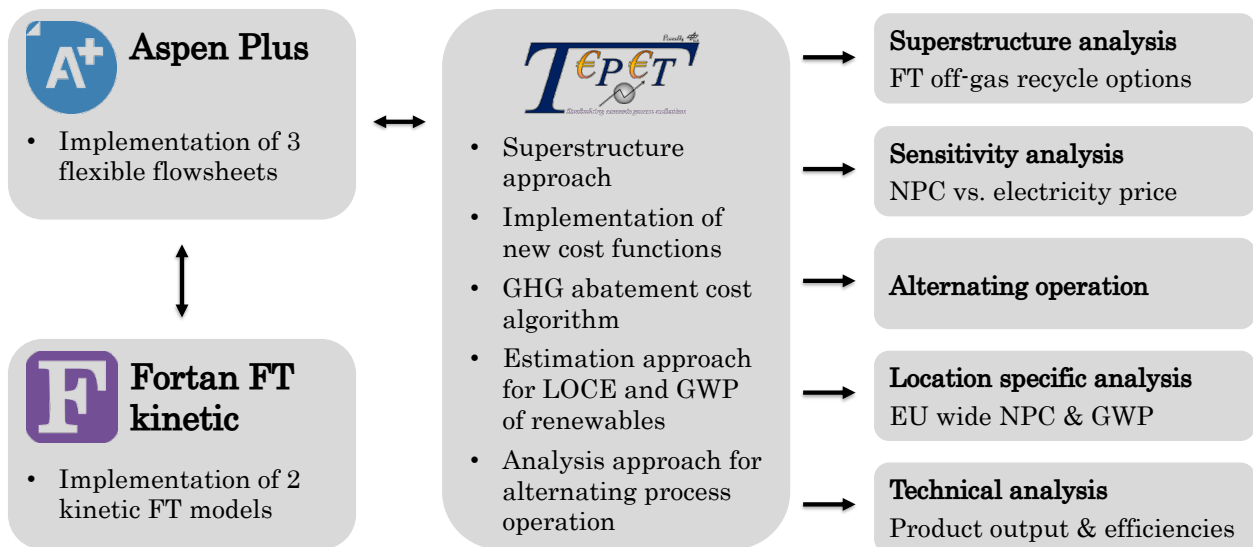 A+
Aspen Plus
• Implementation of 3
flexible flowsheets
F
Fortan FT
kinetic
• Implementation of 2
kinetic FT models
T€P€T
• Superstructure
approach
• Implementation of
new cost functions
• GHG abatement cost
algorithm
• Estimation approach
for LOCE and GWP
of renewables
• Analysis approach for
alternating process
operation
Superstructure analysis
FT off-gas recycle options
Sensitivity analysis
NPC vs. electricity price
Alternating operation
Location specific analysis
EU wide NPC & GWP
Technical analysis
Product output & efficiencies